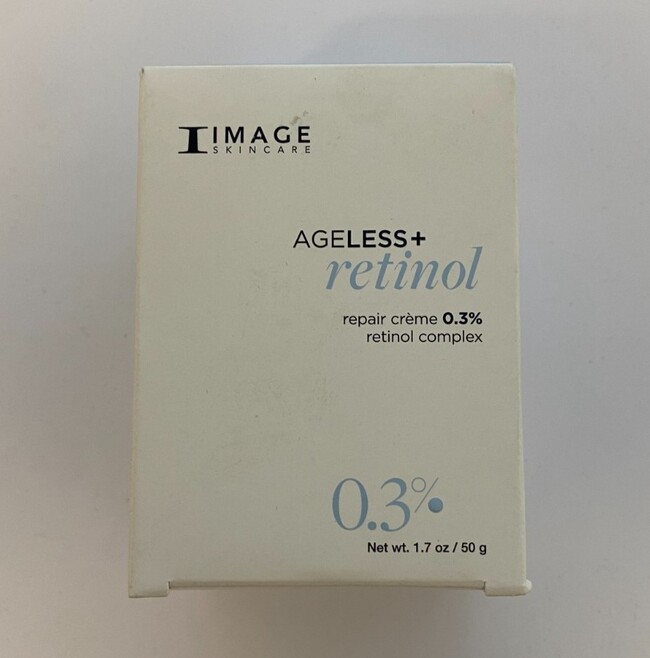 IMAGE
SKINCARE
AGELESS+
retinol
repair crème 0.3%
retinol complex
0.3%
Net wt. 1.7 oz / 50 g